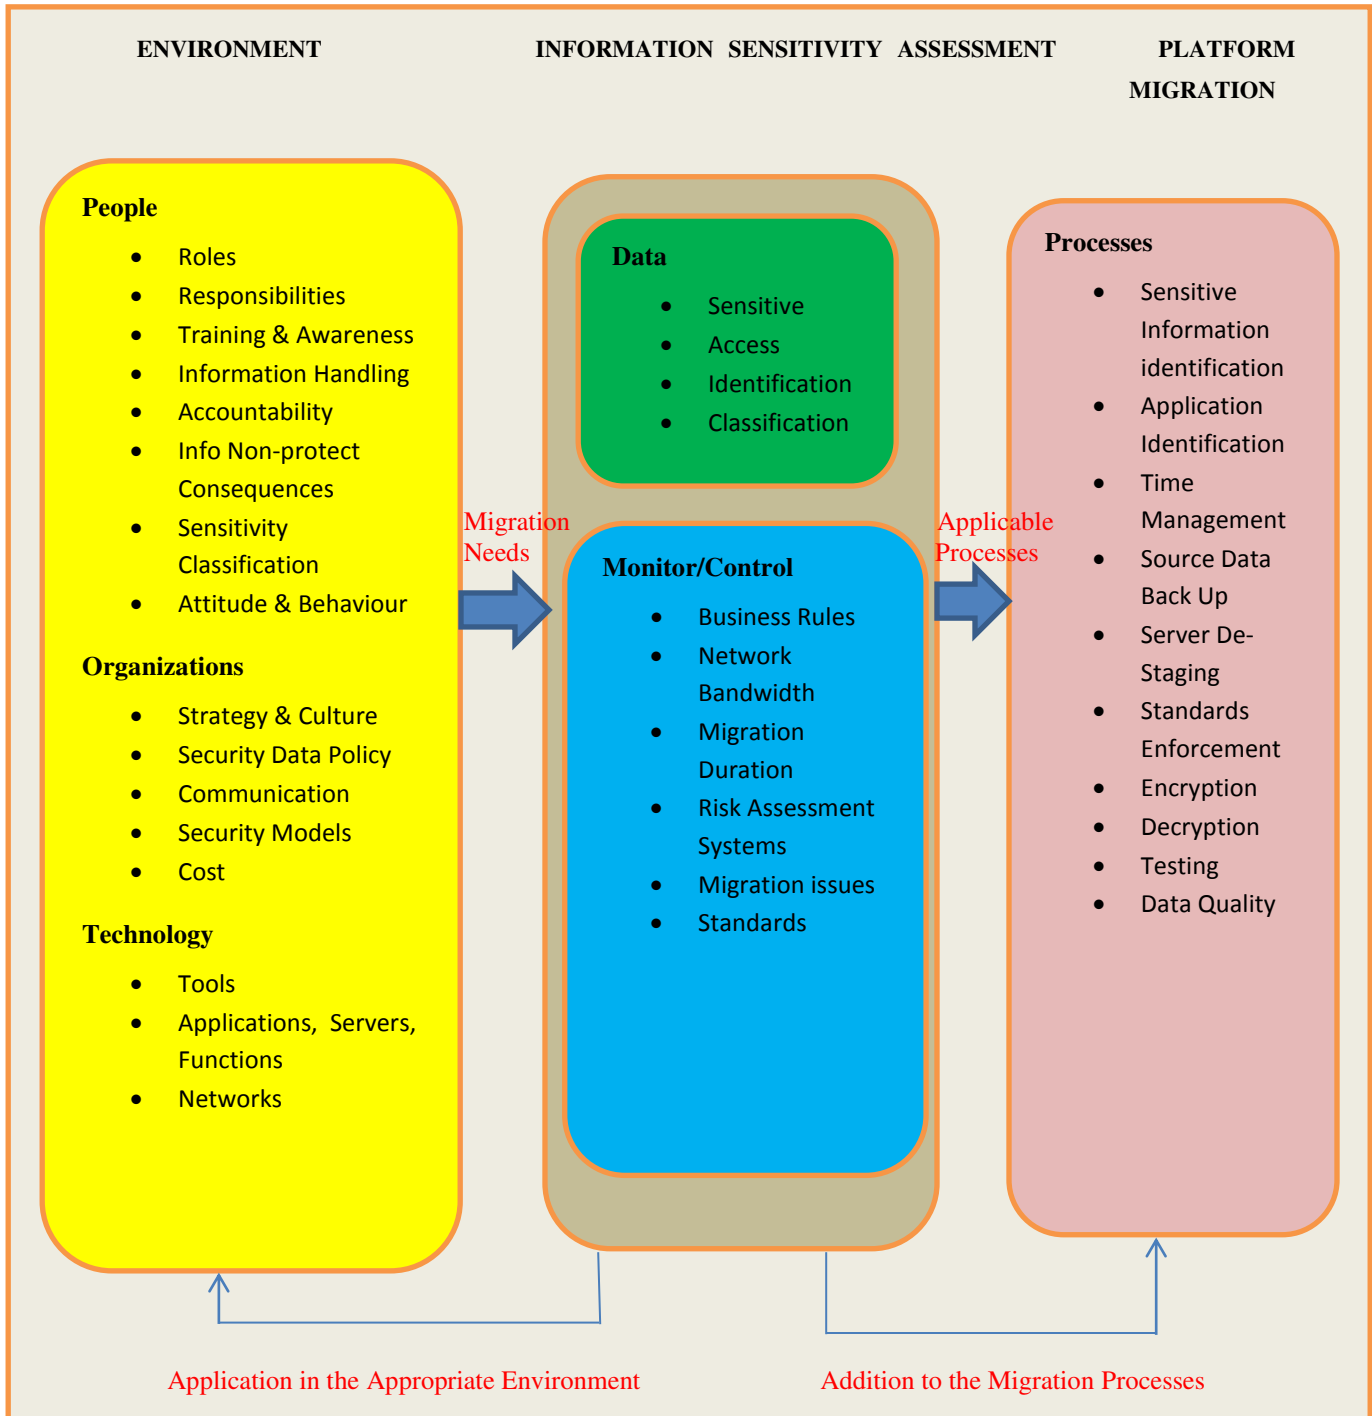 ENVIRONMENT
INFORMATION SENSITIVITY ASSESSMENT
PLATFORM
MIGRATION
People
• Roles
• Responsibilities
• Training & Awareness
• Information Handling
• Accountability
• Info Non-protect
Consequences
• Sensitivity
Classification
• Attitude & Behaviour
Organizations
• Strategy & Culture
• Security Data Policy
• Communication
• Security Models
• Cost
Technology
• Tools
• Applications, Servers,
Functions
• Networks
Migration
Needs
Data
• Sensitive
• Access
• Identification
• Classification
Monitor/Control
• Business Rules
• Network
Bandwidth
• Migration
Duration
• Risk Assessment
Systems
• Migration issues
• Standards
Applicable
Processes
Processes
• Sensitive
Information
identification
• Application
Identification
• Time
Management
• Source Data
Back Up
• Server De-
Staging
• Standards
Enforcement
• Encryption
• Decryption
• Testing
• Data Quality
Application in the Appropriate Environment
Addition to the Migration Processes